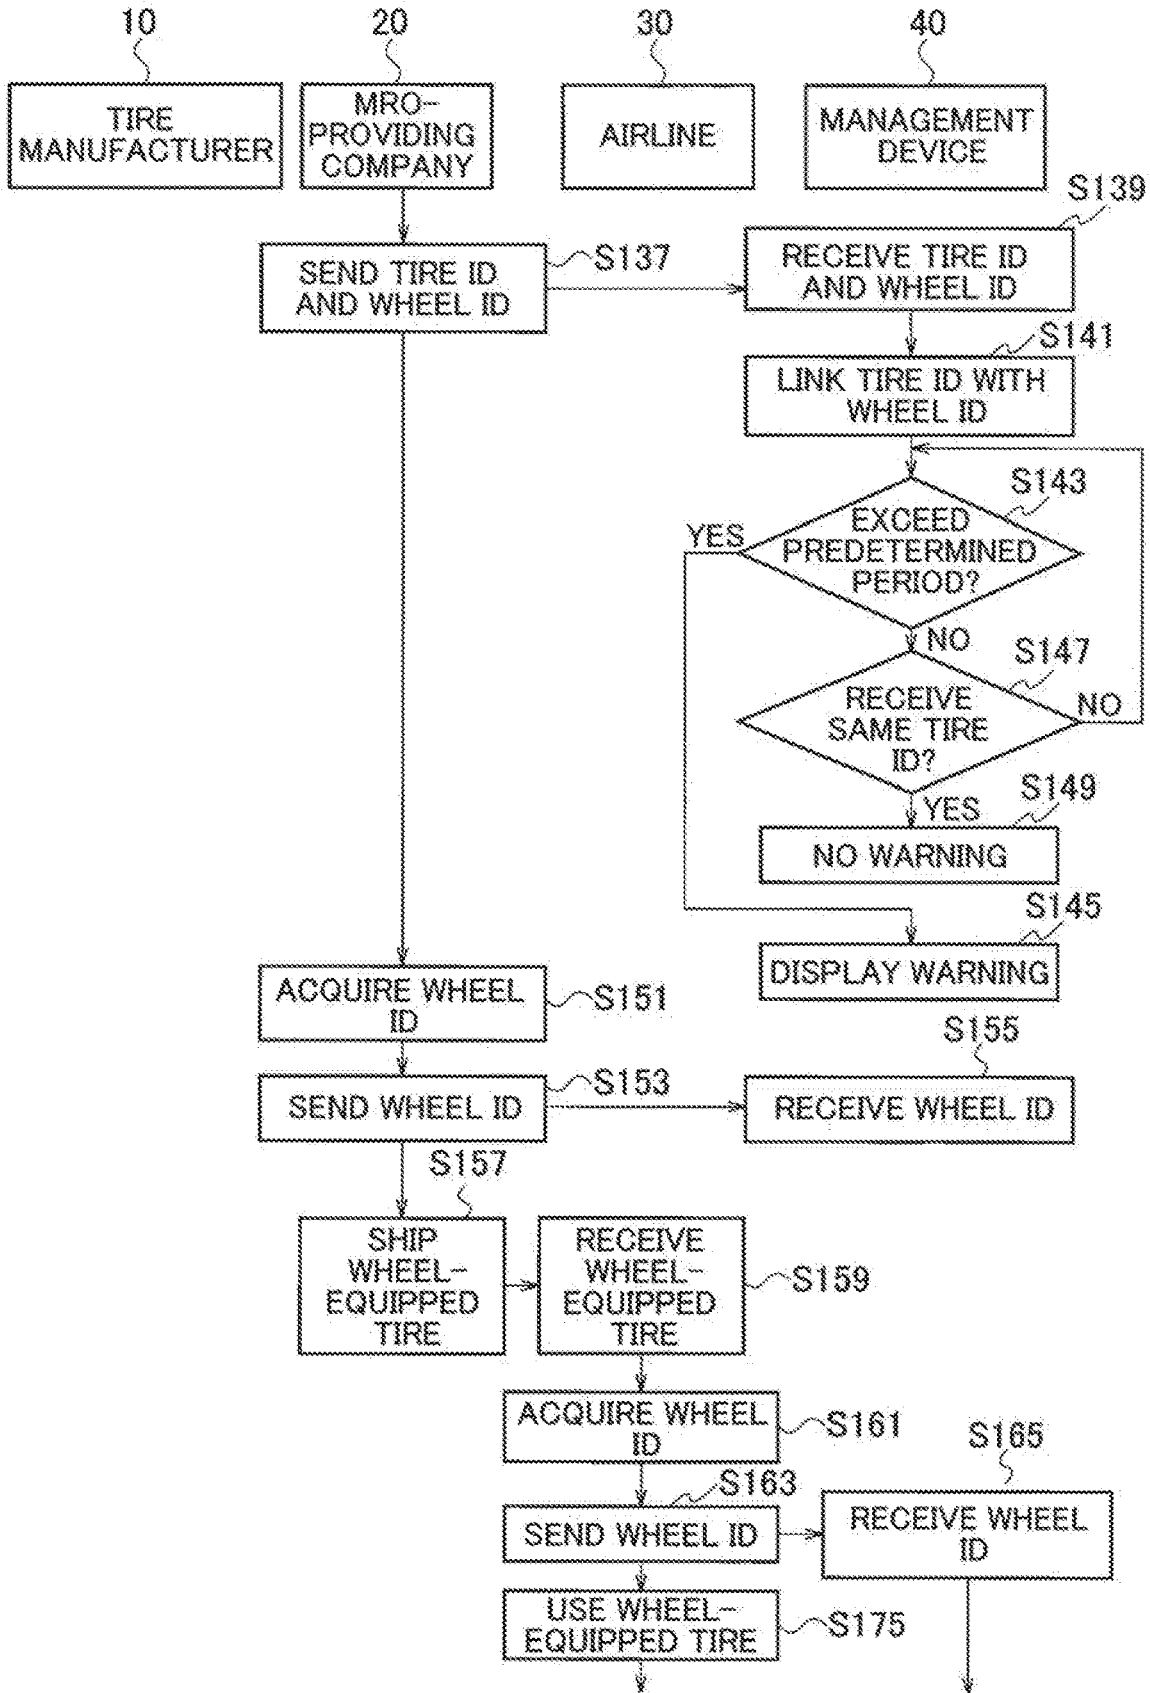 10
20
30
40
TIRE
MANUFACTURER
MRO-
PROVIDING
COMPANY
AIRLINE
MANAGEMENT
DEVICE
SEND TIRE ID
AND WHEEL ID
S137
S139
RECEIVE TIRE ID
AND WHEEL ID
S141
LINK TIRE ID WITH
WHEEL ID
S143
YES
EXCEED
PREDETERMINED
PERIOD?
NO
S147
RECEIVE
SAME TIRE
ID?
NO
YES
S149
NO WARNING
S145
DISPLAY WARNING
ACQUIRE WHEEL
ID
S151
S155
SEND WHEEL ID
S153
RECEIVE WHEEL ID
S157
SHIP
WHEEL-
EQUIPPED
TIRE
RECEIVE
WHEEL-
EQUIPPED
TIRE
S159
ACQUIRE WHEEL
ID
S161
S165
S163
SEND WHEEL ID
RECEIVE WHEEL
ID
USE WHEEL-
EQUIPPED TIRE
S175